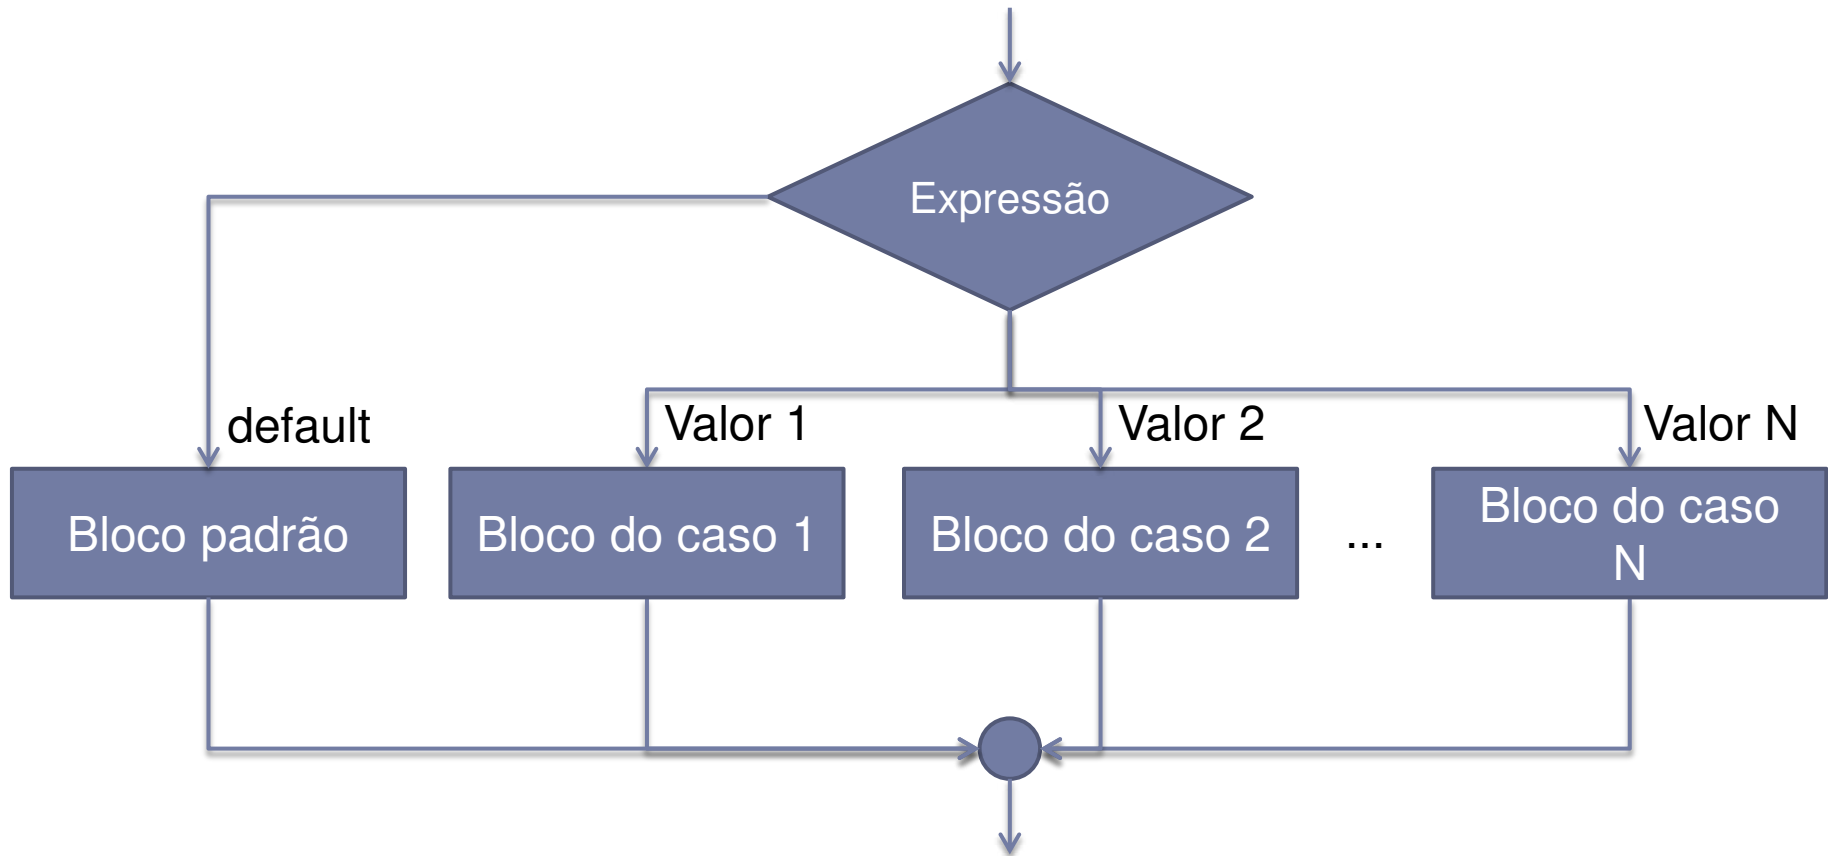 Expressão
default
Valor 1
Valor 2
Valor N
Bloco padrão
Bloco do caso 1
Bloco do caso 2
...
Bloco do caso
N